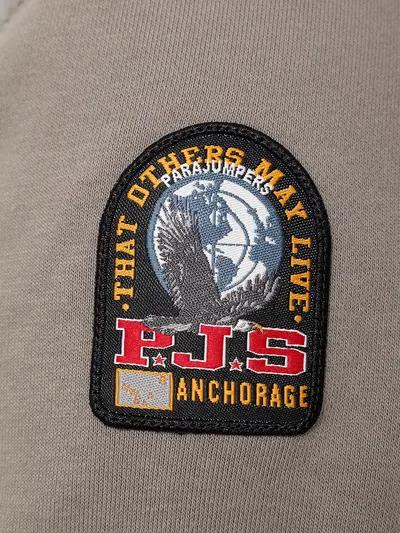 ·THAT OTHERS MAY LIVE·
PARAJUMPERS
P.J.S
ANCHORAGE